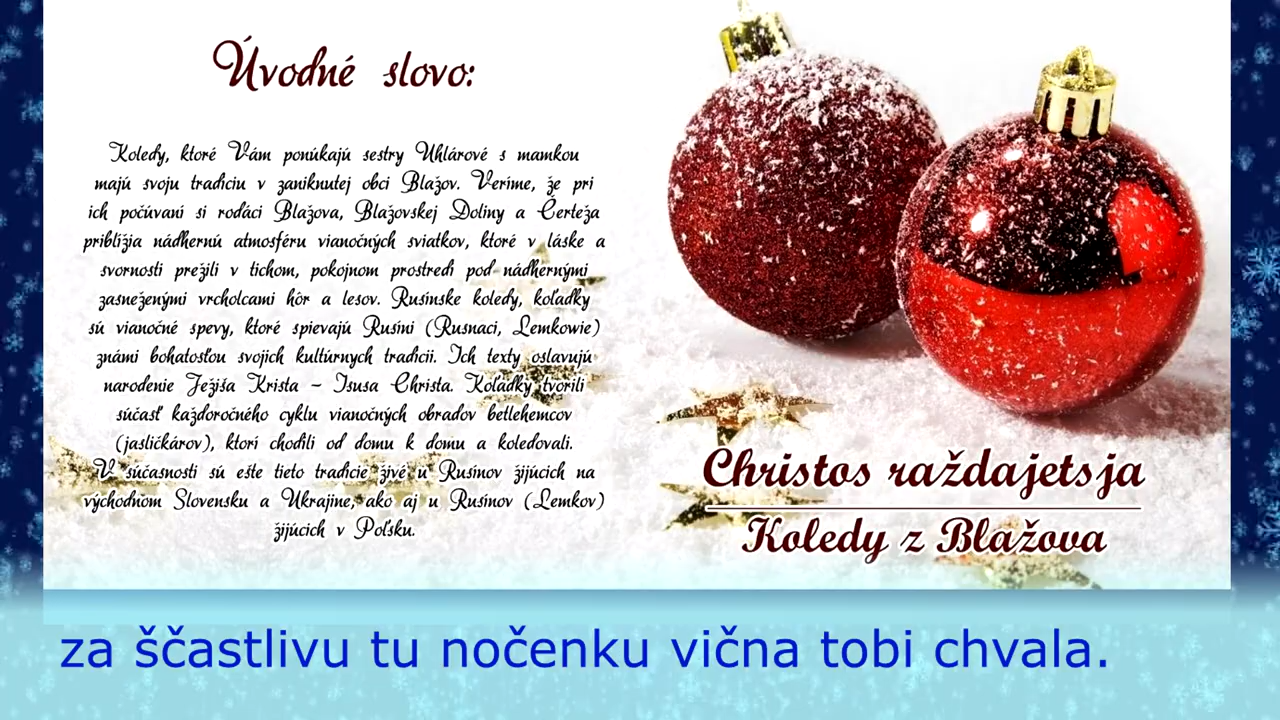 Úvodné slovo:
Koledy, ktoré Vám ponúkajú sestry Uhlárové s mamkou
majú svoju tradíciu v zaniknutej obci Blažov. Veríme, že pri
ich počúvaní si rodáci Blažova, Blažovskej Doliny a Čerteža
priblížia nádhernú atmosféru vianočných sviatkov, ktoré v láske a
svornosti prežili v tichom, pokojnom prostredí pod nádhernými
zasneženými vrcholcami hôr a lesov. Rusínske koledy, koľadky
sú vianočné spevy, ktoré spievajú Rusíni (Rusnaci, Lemkowie)
známi bohatosťou svojich kultúrnych tradícii. Ich texty oslavujú
narodenie Ježiša Krista – Isusa Christa. Koľadky tvorili
súčasť každoročného cyklu vianočných obradov betlehemcov
(jasličkárov), ktorí chodili od domu k domu a koledovali.
V súčasnosti sú ešte tieto tradície živé u Rusínov žijúcich na
východnom Slovensku a Ukrajine, ako aj u Rusínov (Lemkov)
žijúcich v Poľsku.
Christos raždajetsja
Koledy z Blažova
za ščastlivu tu nočenku vična tobi chvala.